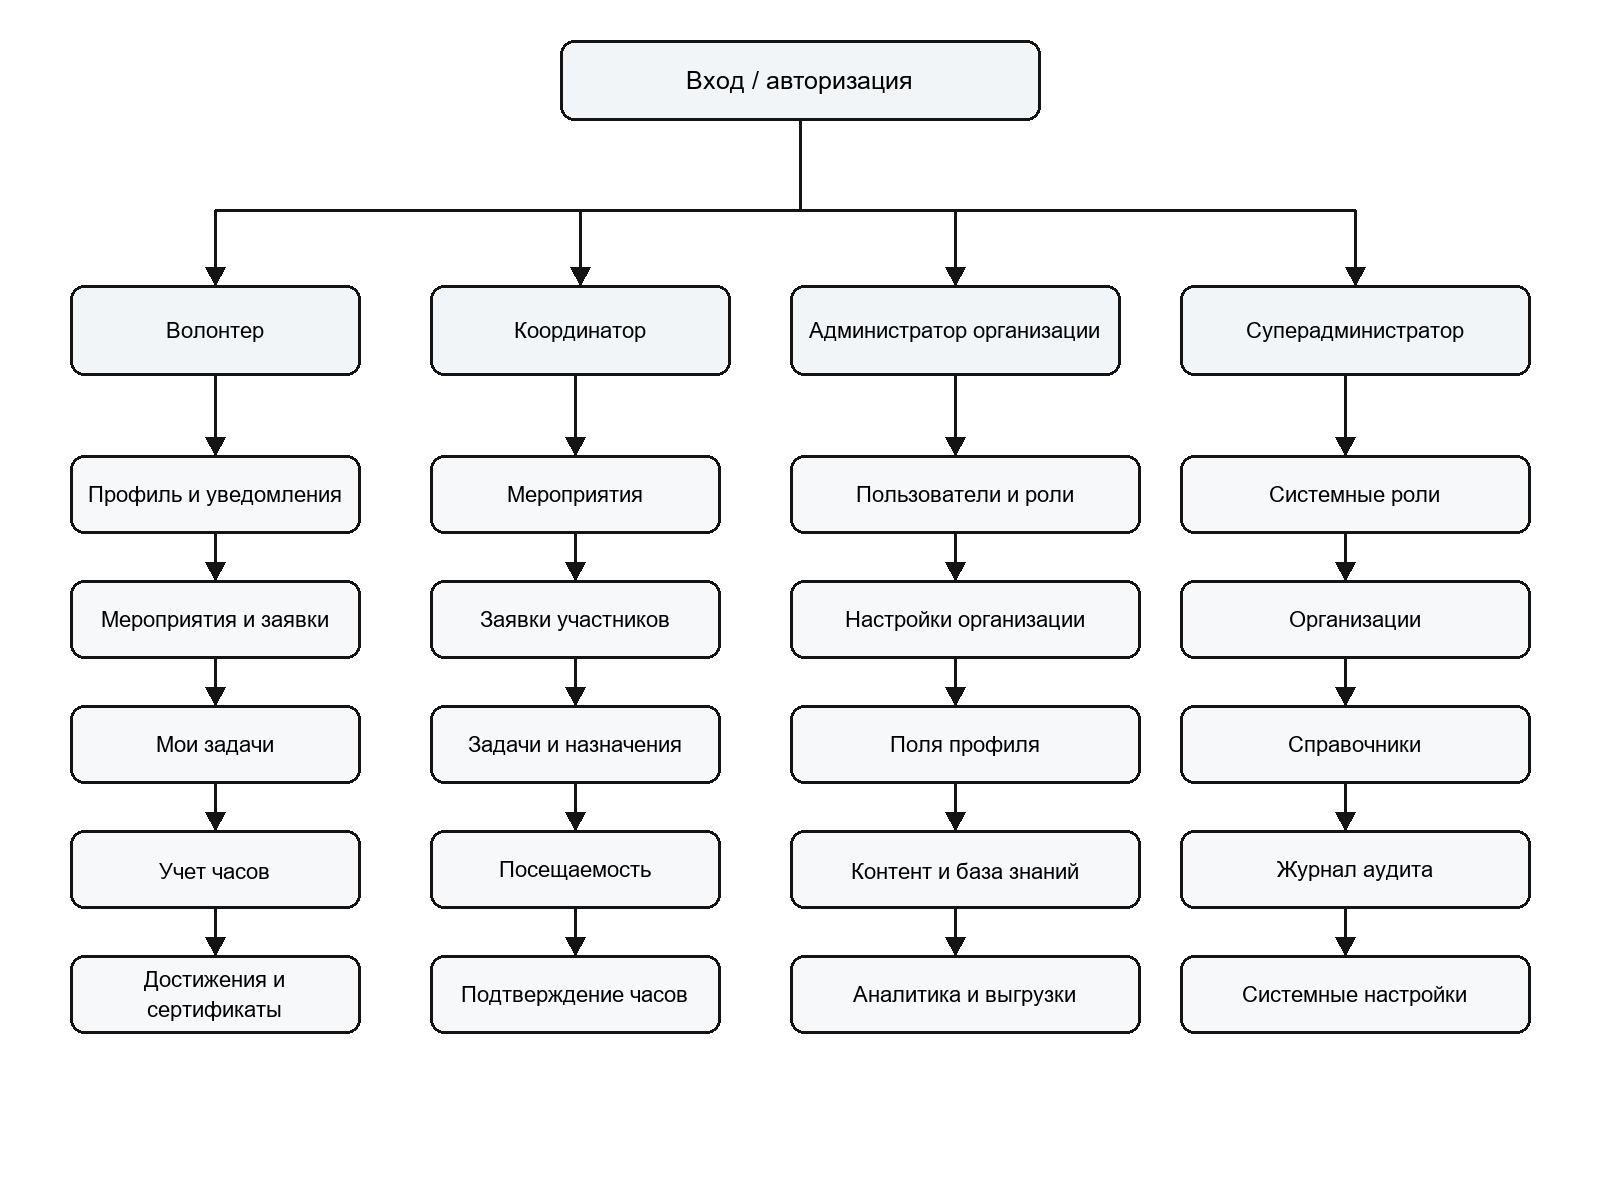 Вход / авторизация
Волонтер
Координатор
Администратор организации
Суперадминистратор
Профиль и уведомления
Мероприятия
Пользователи и роли
Системные роли
Мероприятия и заявки
Заявки участников
Настройки организации
Организации
Мои задачи
Задачи и назначения
Поля профиля
Справочники
Учет часов
Посещаемость
Контент и база знаний
Журнал аудита
Достижения и
сертификаты
Подтверждение часов
Аналитика и выгрузки
Системные настройки